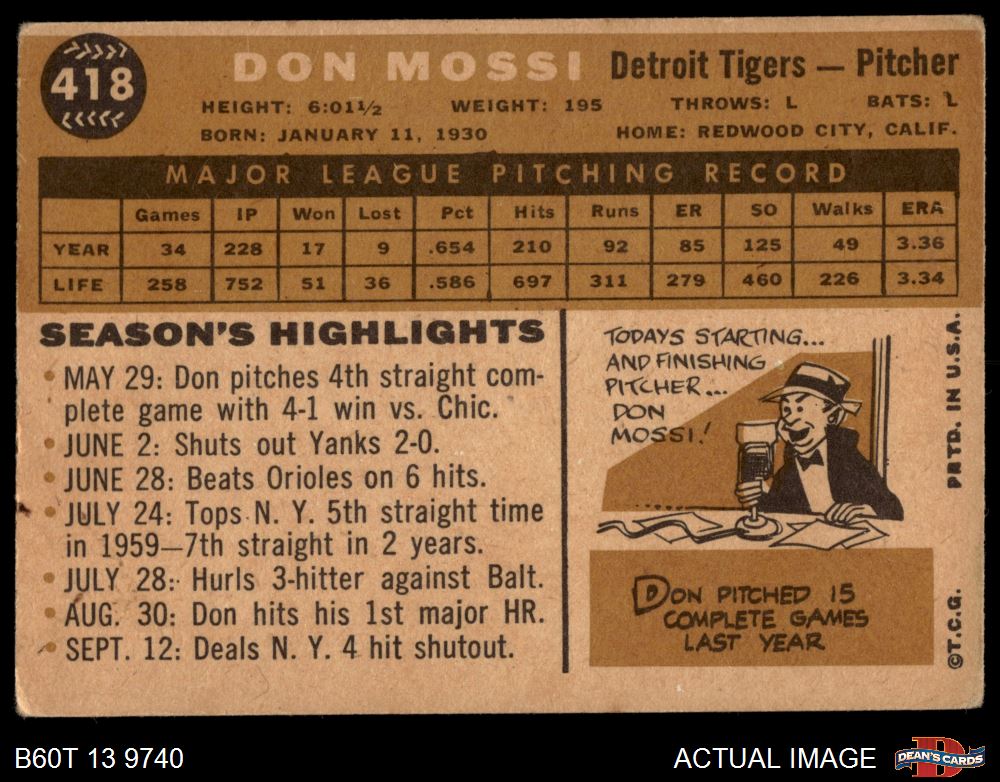 418
DON MOSSI Detroit Tigers — Pitcher
HEIGHT: 6:01½ WEIGHT: 195 THROWS: L BATS: L
BORN: JANUARY 11, 1930 HOME: REDWOOD CITY, CALIF.
MAJOR LEAGUE PITCHING RECORD
Games IP Won Lost Pct Hits Runs ER SO Walks ERA
YEAR 34 228 17 9 .654 210 92 85 125 49 3.36
LIFE 258 752 51 36 .586 697 311 279 460 226 3.34
SEASON'S HIGHLIGHTS
• MAY 29: Don pitches 4th straight com-
plete game with 4-1 win vs. Chic.
• JUNE 2: Shuts out Yanks 2-0.
• JUNE 28: Beats Orioles on 6 hits.
• JULY 24: Tops N. Y. 5th straight time
in 1959—7th straight in 2 years.
• JULY 28: Hurls 3-hitter against Balt.
• AUG. 30: Don hits his 1st major HR.
• SEPT. 12: Deals N. Y. 4 hit shutout.
TODAYS STARTING...
AND FINISHING
PITCHER...
DON
MOSSI!
DON PITCHED 15
COMPLETE GAMES
LAST YEAR
©T.C.G. PRTD. IN U.S.A.
B60T 13 9740 ACTUAL IMAGE
D
DEAN'S CARDS